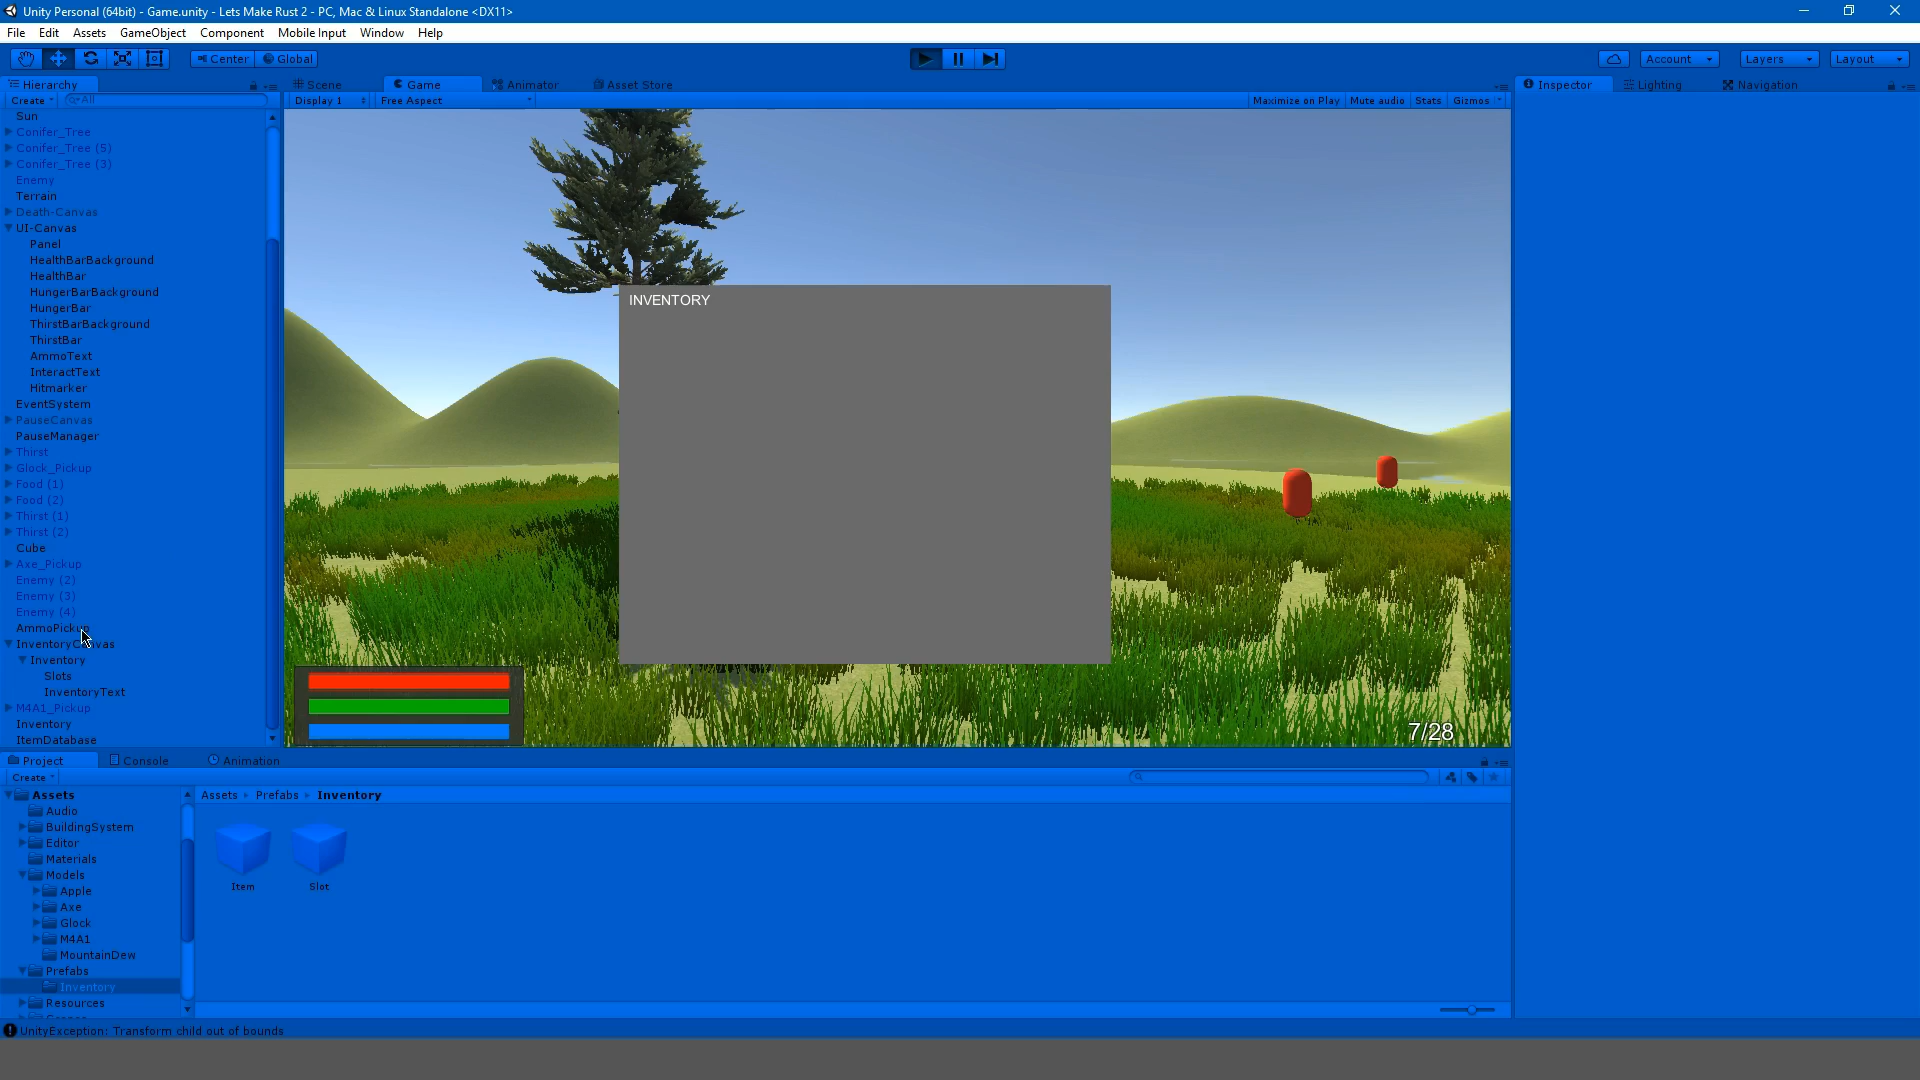 Unity Personal (64bit) - Game.unity - Lets Make Rust 2 - PC, Mac & Linux Standalone <DX11>
File Edit Assets GameObject Component Mobile Input Window Help
Center Global Account Layers Layout
Hierarchy Scene Game Animator Asset Store Inspector Lighting Navigation
Create All Display 1 Free Aspect Maximize on Play Mute audio Stats Gizmos
Sun
Conifer_Tree
Conifer_Tree (5)
Conifer_Tree (3)
Enemy
Terrain
Death-Canvas
UI-Canvas
Panel
HealthBarBackground
HealthBar
HungerBarBackground
HungerBar
ThirstBarBackground
ThirstBar
AmmoText
InteractText
Hitmarker
EventSystem
PauseCanvas
PauseManager
Thirst
Glock_Pickup
Food (1)
Food (2)
Thirst (1)
Thirst (2)
Cube
Axe_Pickup
Enemy (2)
Enemy (3)
Enemy (4)
AmmoPickup
InventoryCanvas
Inventory
Slots
InventoryText
M4A1_Pickup
Inventory
ItemDatabase
INVENTORY
7/28
Project Console Animation
Create
Assets
Audio
BuildingSystem
Editor
Materials
Models
Apple
Axe
Glock
M4A1
MountainDew
Prefabs
Inventory
Resources
Assets Prefabs Inventory
Item Slot
UnityException: Transform child out of bounds